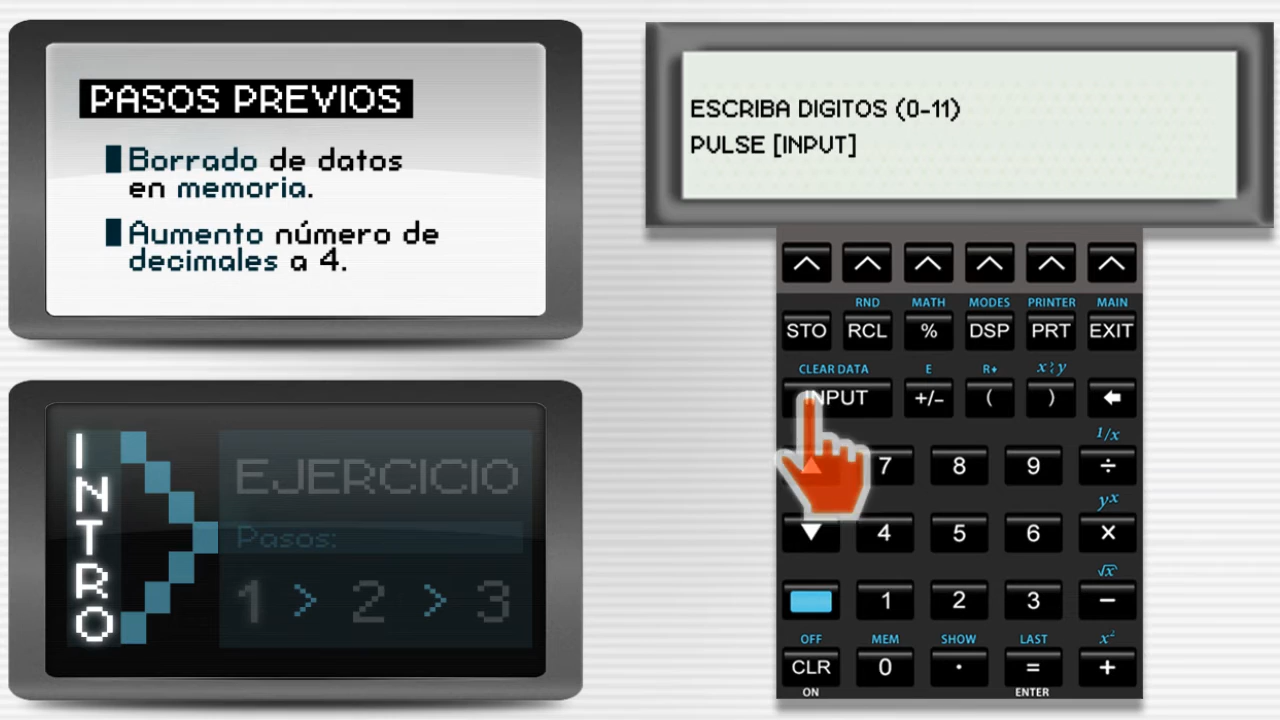 PASOS PREVIOS
Borrado de datos
en memoria.
Aumento número de
decimales a 4.
INTRO
EJERCICIO
Pasos:
1 > 2 > 3
ESCRIBA DIGITOS (0-11)
PULSE [INPUT]
RND MATH MODES PRINTER MAIN
STO RCL % DSP PRT EXIT
CLEAR DATA E R♦ x≷y
INPUT +/- ( )
1/x
7 8 9 ÷
yx
4 5 6 ×
√x
1 2 3 −
OFF MEM SHOW LAST x²
CLR 0 · = +
ON ENTER